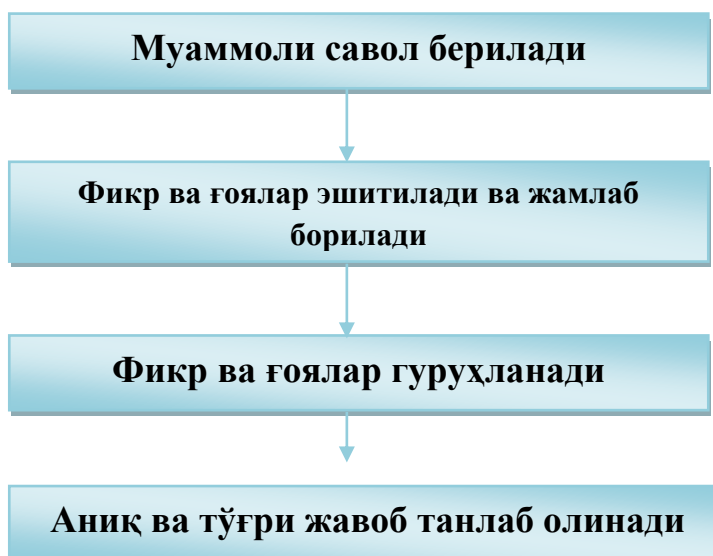 Муаммоли савол берилади
Фикр ва ғоялар эшитилади ва жамлаб
борилади
Фикр ва ғоялар гуруҳланади
Аниқ ва тўғри жавоб танлаб олинади